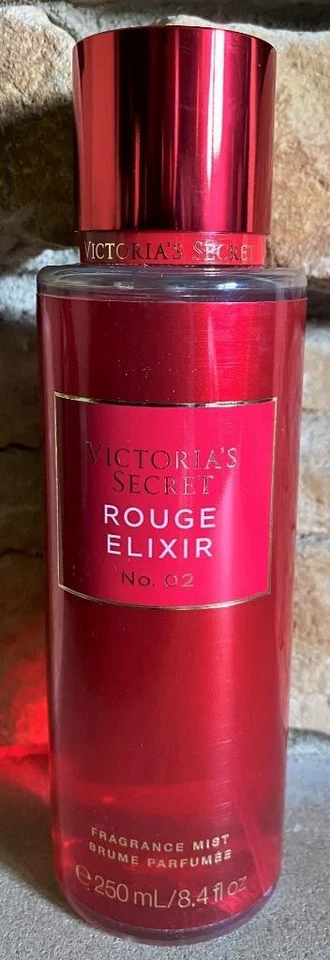 VICTORIA'S SECRET
VICTORIA'S
SECRET
ROUGE
ELIXIR
No. 02
FRAGRANCE MIST
BRUME PARFUMÉE
℮ 250 mL/8.4 fl oz